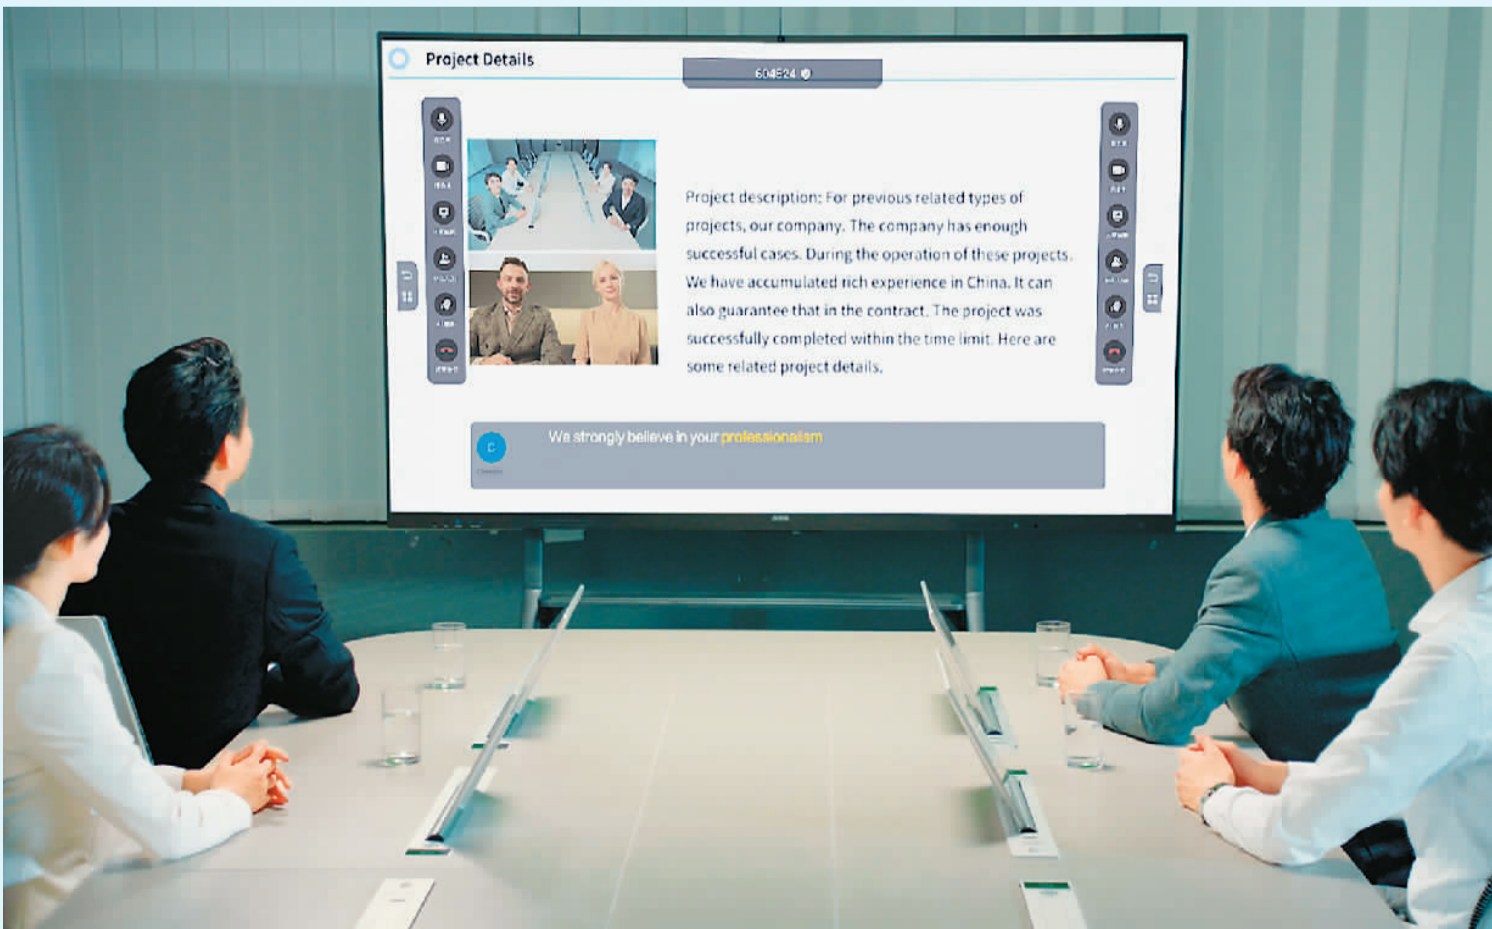 Project Details
604624
Project description: For previous related types of
projects, our company. The company has enough
successful cases. During the operation of these projects.
We have accumulated rich experience in China. It can
also guarantee that in the contract. The project was
successfully completed within the time limit. Here are
some related project details.
C
We strongly believe in your professionalism